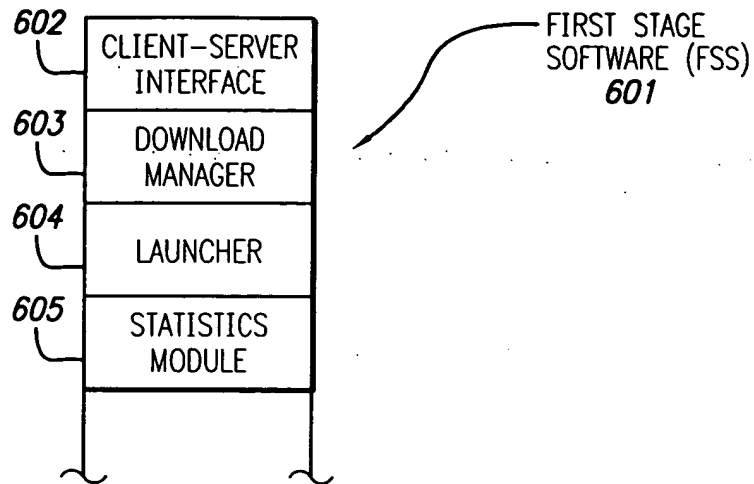 602
CLIENT-SERVER
INTERFACE
FIRST STAGE
SOFTWARE (FSS)
601
603
DOWNLOAD
MANAGER
604
LAUNCHER
605
STATISTICS
MODULE